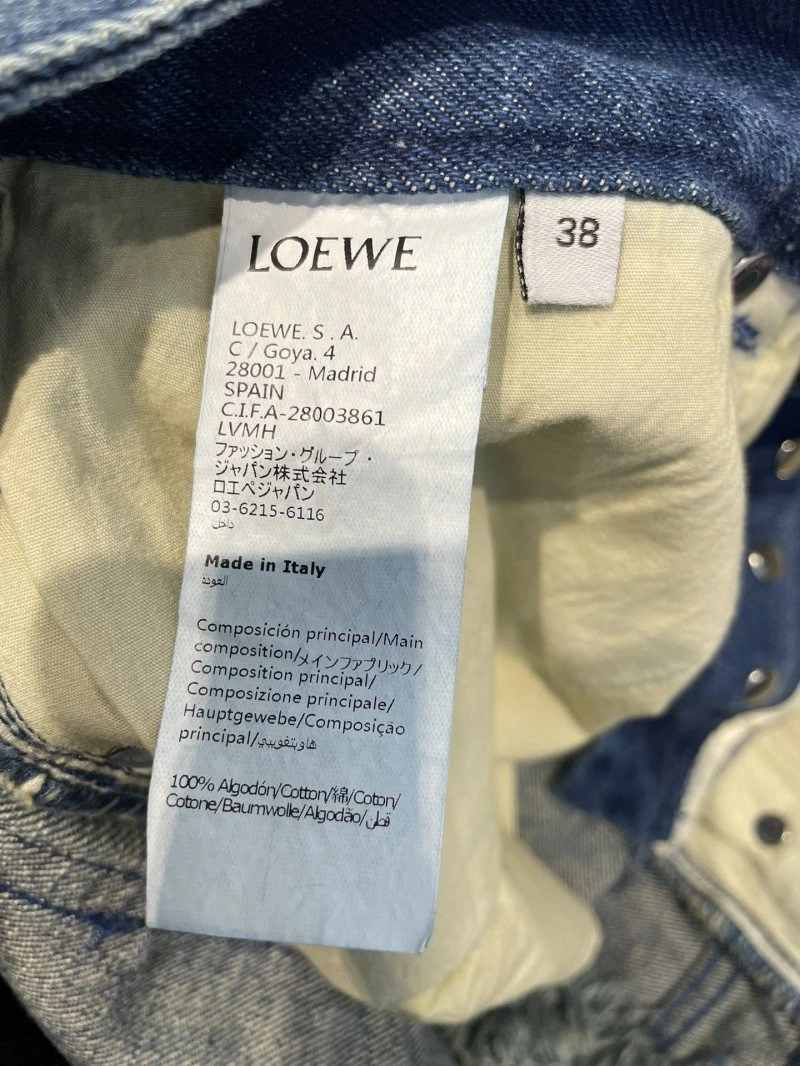 LOEWE
38
LOEWE. S . A.
C / Goya. 4
28001 - Madrid
SPAIN
C.I.F.A-28003861
LVMH
ファッション・グループ・
ジャパン株式会社
ロエベジャパン
03-6215-6116
داخل
Made in Italy
العودة
Composición principal/Main
composition/メインファブリック/
Composition principal/
Composizione principale/
Hauptgewebe/Composição
principal/
100% Algodón/Cotton/綿/Coton/
Cotone/Baumwolle/Algodão/قطن